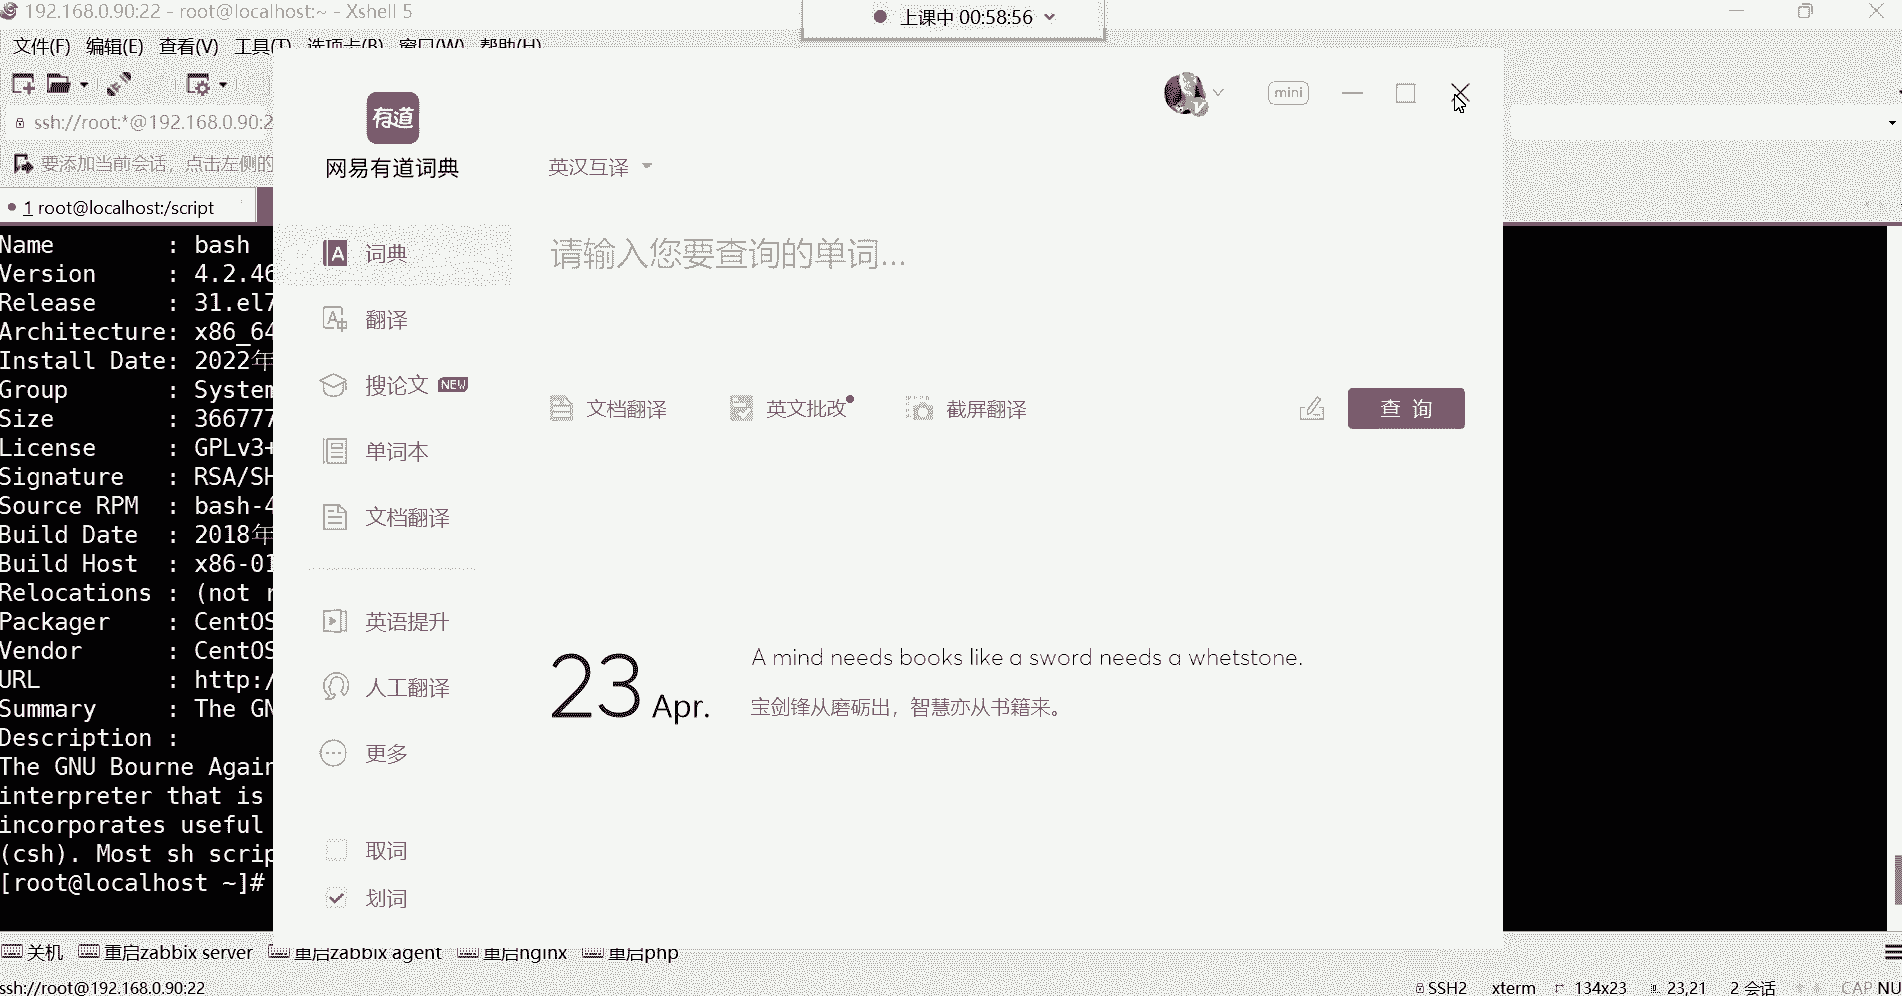 192.168.0.90:22 - root@localhost:~ - Xshell 5
上课中 00:58:56
文件(F) 编辑(E) 查看(V) 工具(T) 选项卡(B) 窗口(W) 帮助(H)
ssh://root:*@192.168.0.90:2
要添加当前会话，点击左侧的
1 root@localhost:/script
Name : bash
Version : 4.2.46
Release : 31.el7
Architecture: x86_64
Install Date: 2022年
Group : System
Size : 366777
License : GPLv3+
Signature : RSA/SH
Source RPM : bash-4
Build Date : 2018年
Build Host : x86-01
Relocations : (not r
Packager : CentOS
Vendor : CentOS
URL : http:/
Summary : The GN
Description :
The GNU Bourne Again
interpreter that is
incorporates useful
(csh). Most sh scrip
[root@localhost ~]#
有道
网易有道词典
mini
英汉互译
词典
翻译
搜论文 NEW
单词本
文档翻译
英语提升
人工翻译
更多
取词
划词
请输入您要查询的单词...
文档翻译 英文批改 截屏翻译
查 询
23 Apr.
A mind needs books like a sword needs a whetstone.
宝剑锋从磨砺出，智慧亦从书籍来。
关机 重启zabbix server 重启zabbix agent 重启nginx 重启php
ssh://root@192.168.0.90:22
SSH2 xterm 134x23 23,21 2 会话 CAP NU